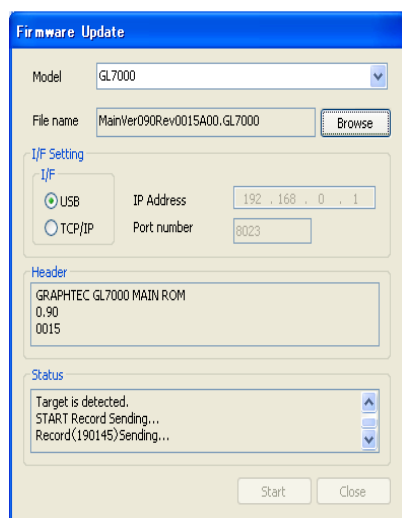 Firmware Update
Model GL7000
File name MainVer090Rev0015A00.GL7000 Browse
I/F Setting
I/F
USB IP Address 192 . 168 . 0 . 1
TCP/IP Port number 8023
Header
GRAPHTEC GL7000 MAIN ROM
0.90
0015
Status
Target is detected.
START Record Sending...
Record(190145)Sending...
Start Close